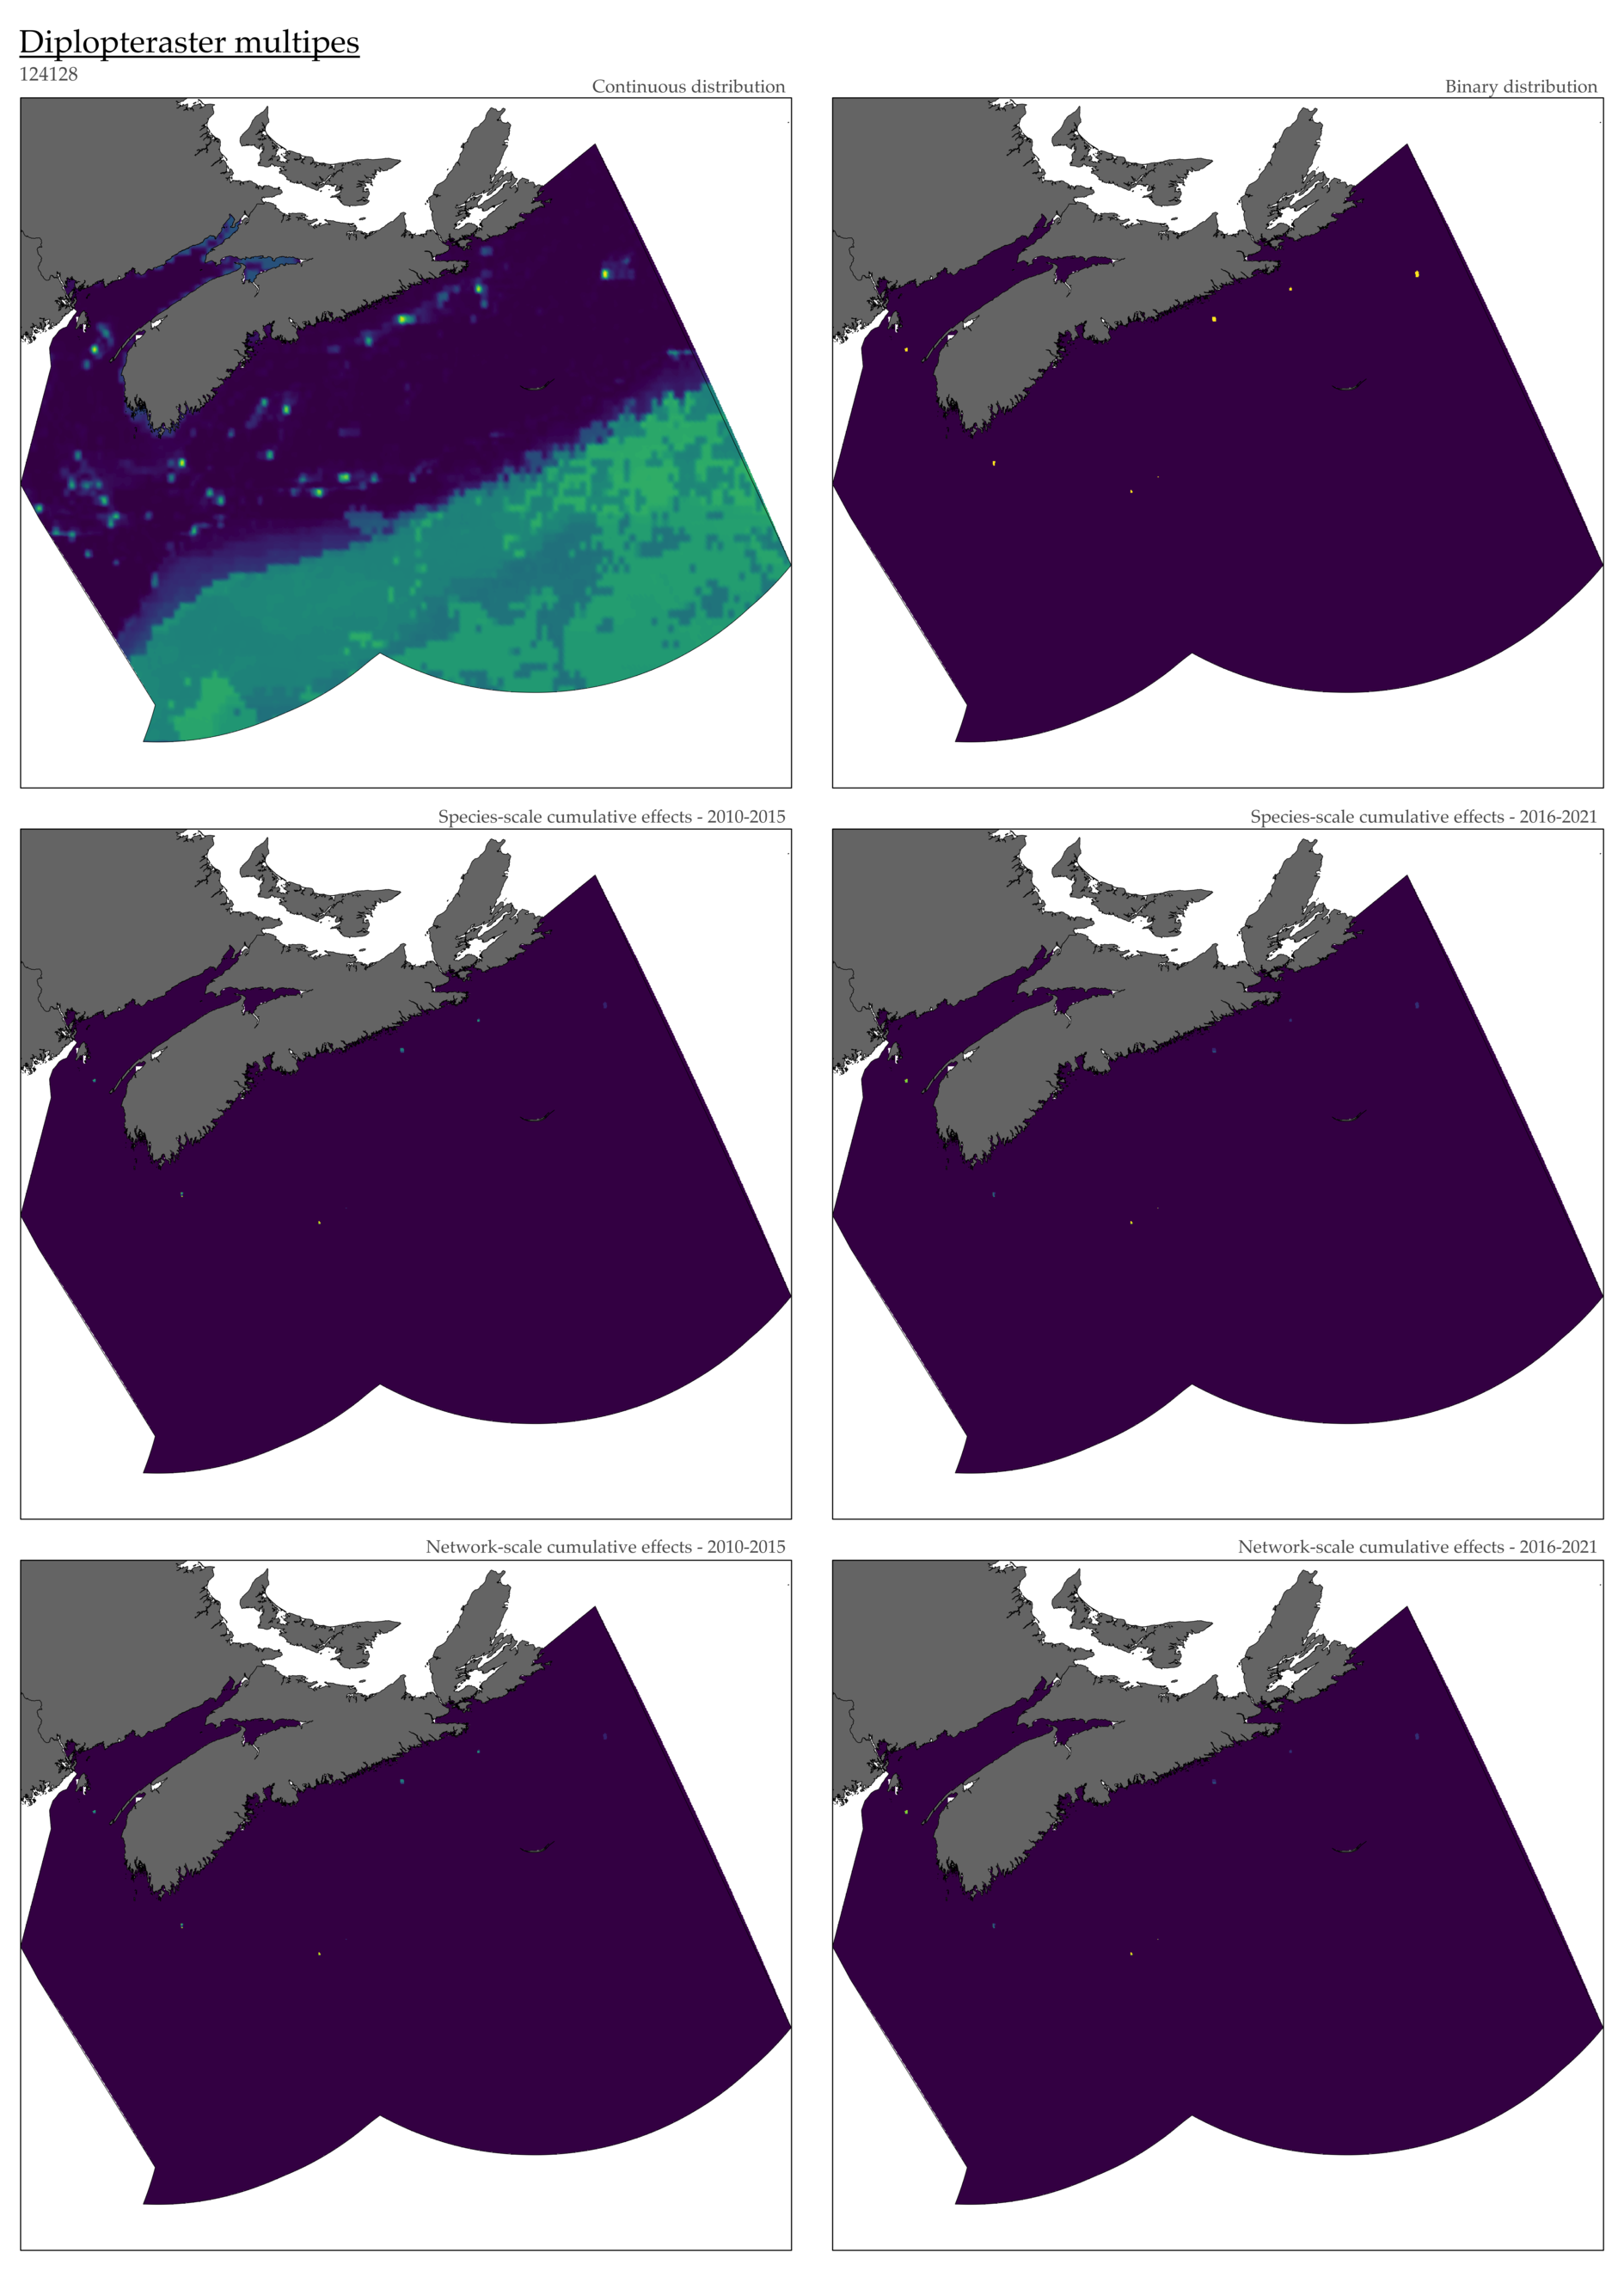 Diplopteraster multipes
124128
Continuous distribution
Binary distribution
Species-scale cumulative effects - 2010-2015
Species-scale cumulative effects - 2016-2021
Network-scale cumulative effects - 2010-2015
Network-scale cumulative effects - 2016-2021